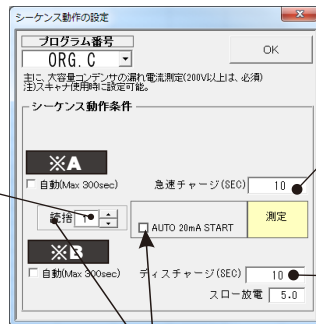 シーケンス動作の設定
プログラム番号
ORG. C
OK
主に、大容量コンデンサの漏れ電流測定(200V以上は、必須)
注)スキャナ使用時に設定可能。
シーケンス動作条件
※A
自動(Max 300sec)
急速チャージ(SEC) 10
読捨 1
AUTO 20mA START
測定
※B
自動(Max 300sec)
ディスチャージ(SEC) 10
スロー放電 5.0